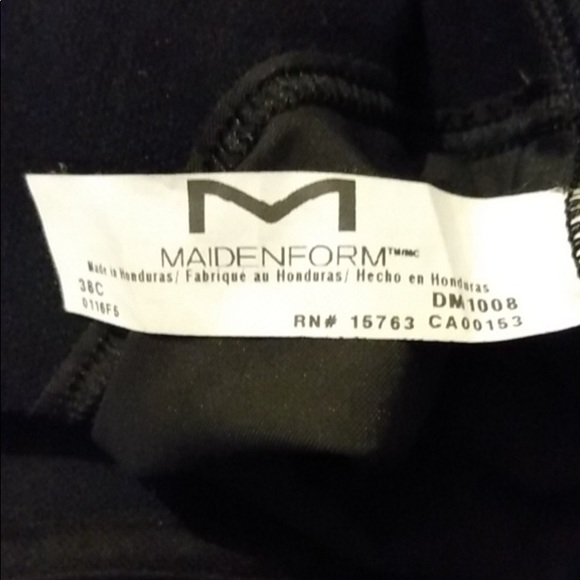 M
MAIDENFORM™/MC
Made in Honduras/ Fabriqué au Honduras/ Hecho en Honduras
38C
DM1008
0116F5
RN# 15763 CA00153